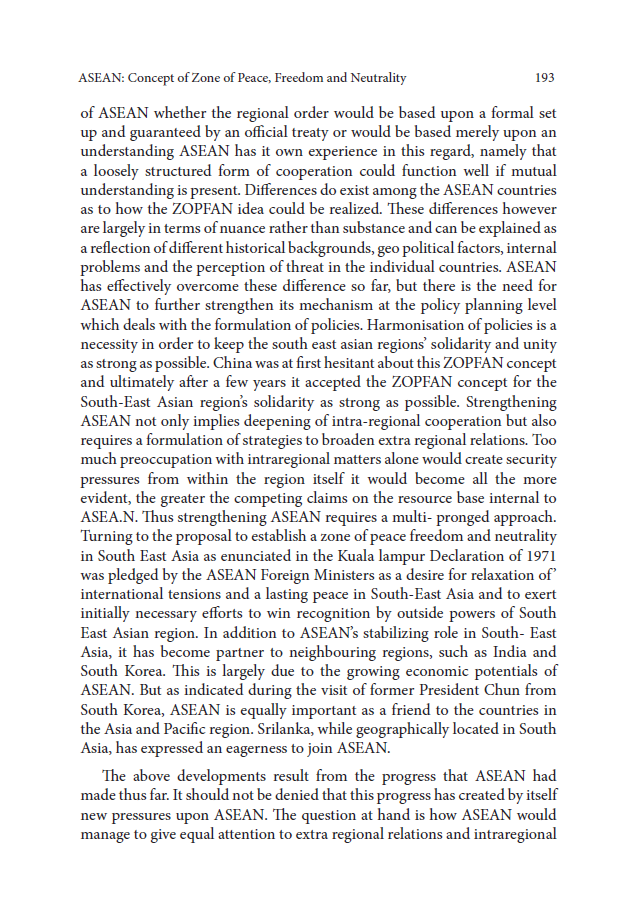 ASEAN: Concept of Zone of Peace, Freedom and Neutrality 193
of ASEAN whether the regional order would be based upon a formal set
up and guaranteed by an official treaty or would be based merely upon an
understanding ASEAN has it own experience in this regard, namely that
a loosely structured form of cooperation could function well if mutual
understanding is present. Differences do exist among the ASEAN countries
as to how the ZOPFAN idea could be realized. These differences however
are largely in terms of nuance rather than substance and can be explained as
a reflection of different historical backgrounds, geo political factors, internal
problems and the perception of threat in the individual countries. ASEAN
has effectively overcome these difference so far, but there is the need for
ASEAN to further strengthen its mechanism at the policy planning level
which deals with the formulation of policies. Harmonisation of policies is a
necessity in order to keep the south east asian regions’ solidarity and unity
as strong as possible. China was at first hesitant about this ZOPFAN concept
and ultimately after a few years it accepted the ZOPFAN concept for the
South-East Asian region’s solidarity as strong as possible. Strengthening
ASEAN not only implies deepening of intra-regional cooperation but also
requires a formulation of strategies to broaden extra regional relations. Too
much preoccupation with intraregional matters alone would create security
pressures from within the region itself it would become all the more
evident, the greater the competing claims on the resource base internal to
ASEA.N. Thus strengthening ASEAN requires a multi- pronged approach.
Turning to the proposal to establish a zone of peace freedom and neutrality
in South East Asia as enunciated in the Kuala lampur Declaration of 1971
was pledged by the ASEAN Foreign Ministers as a desire for relaxation of’
international tensions and a lasting peace in South-East Asia and to exert
initially necessary efforts to win recognition by outside powers of South
East Asian region. In addition to ASEAN’s stabilizing role in South- East
Asia, it has become partner to neighbouring regions, such as India and
South Korea. This is largely due to the growing economic potentials of
ASEAN. But as indicated during the visit of former President Chun from
South Korea, ASEAN is equally important as a friend to the countries in
the Asia and Pacific region. Srilanka, while geographically located in South
Asia, has expressed an eagerness to join ASEAN.
The above developments result from the progress that ASEAN had
made thus far. It should not be denied that this progress has created by itself
new pressures upon ASEAN. The question at hand is how ASEAN would
manage to give equal attention to extra regional relations and intraregional